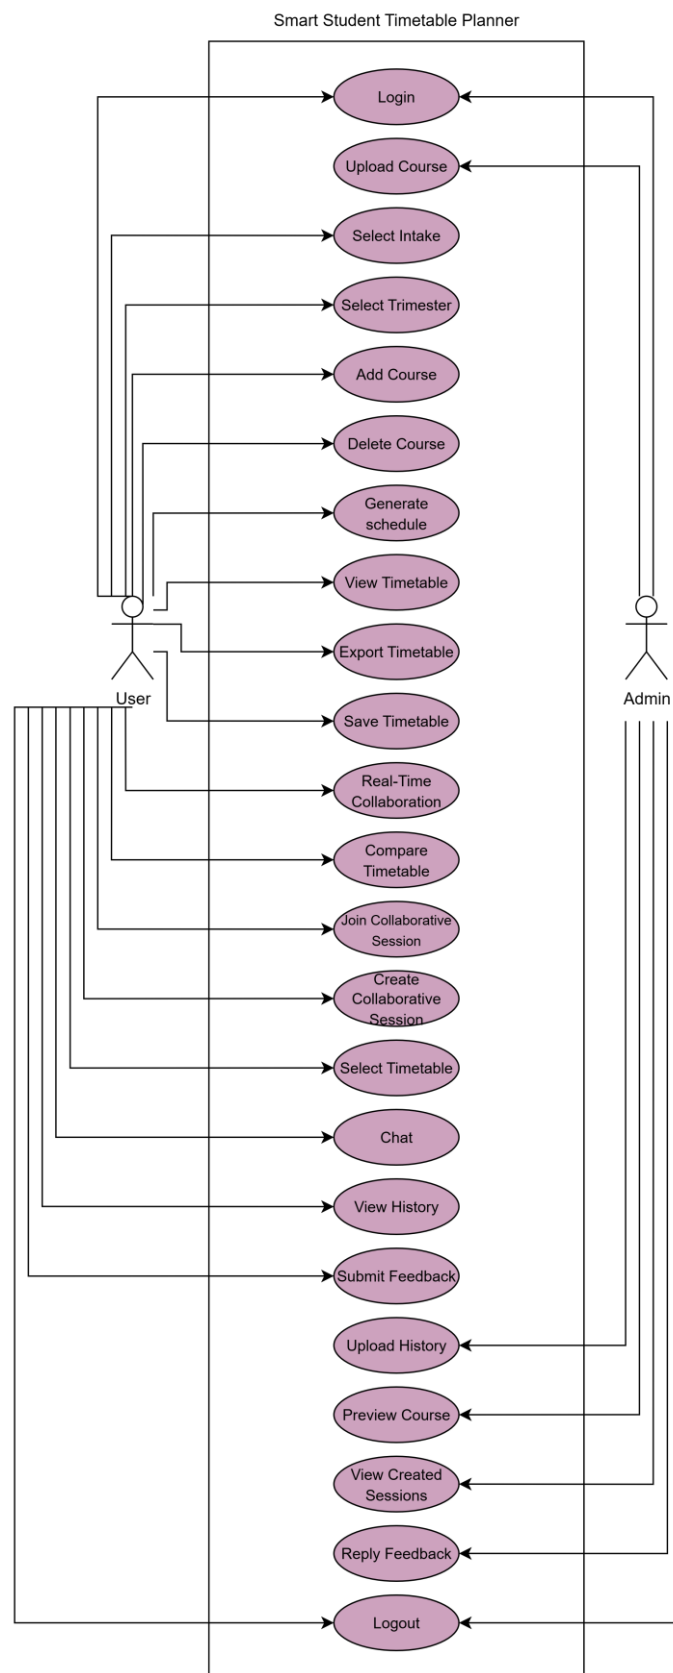 Smart Student Timetable Planner
Login
Upload Course
Select Intake
Select Trimester
Add Course
Delete Course
Generate
schedule
View Timetable
Export Timetable
User
Admin
Save Timetable
Real-Time
Collaboration
Compare
Timetable
Join Collaborative
Session
Create
Collaborative
Session
Select Timetable
Chat
View History
Submit Feedback
Upload History
Preview Course
View Created
Sessions
Reply Feedback
Logout